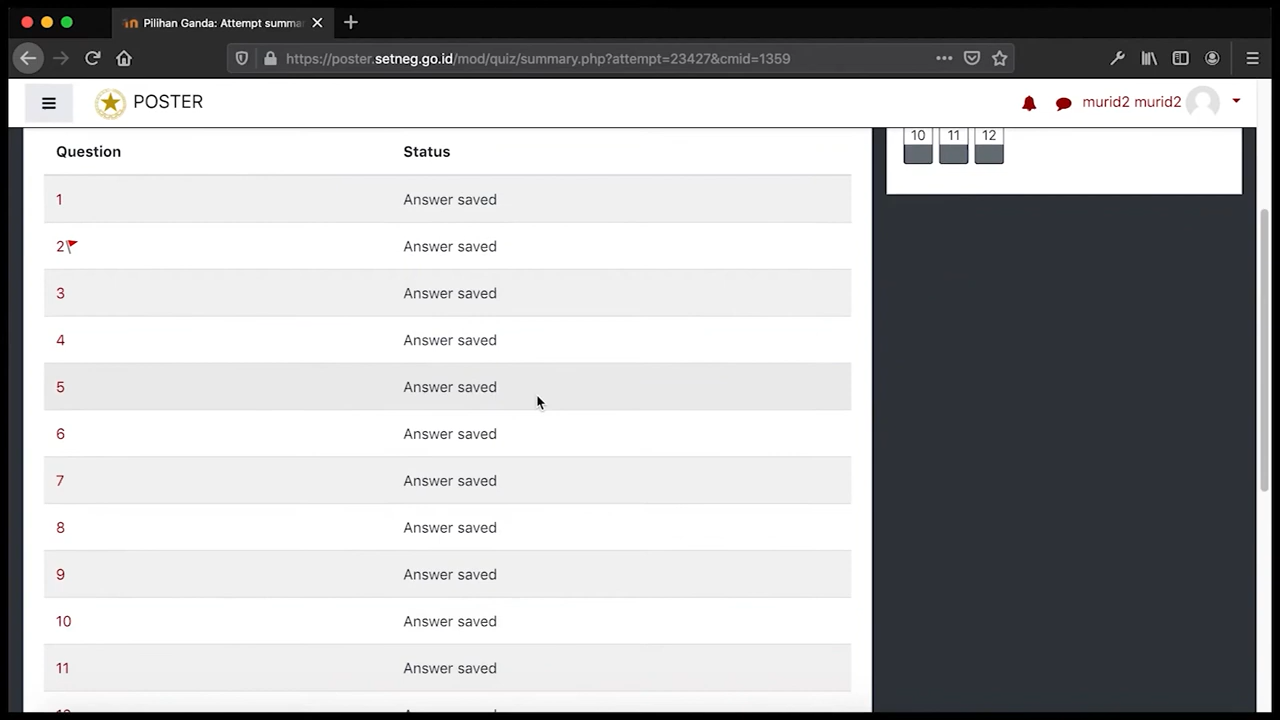 Pilihan Ganda: Attempt summa
https://poster.setneg.go.id/mod/quiz/summary.php?attempt=23427&cmid=1359
POSTER
murid2 murid2
10 11 12
Question Status
1 Answer saved
2 Answer saved
3 Answer saved
4 Answer saved
5 Answer saved
6 Answer saved
7 Answer saved
8 Answer saved
9 Answer saved
10 Answer saved
11 Answer saved